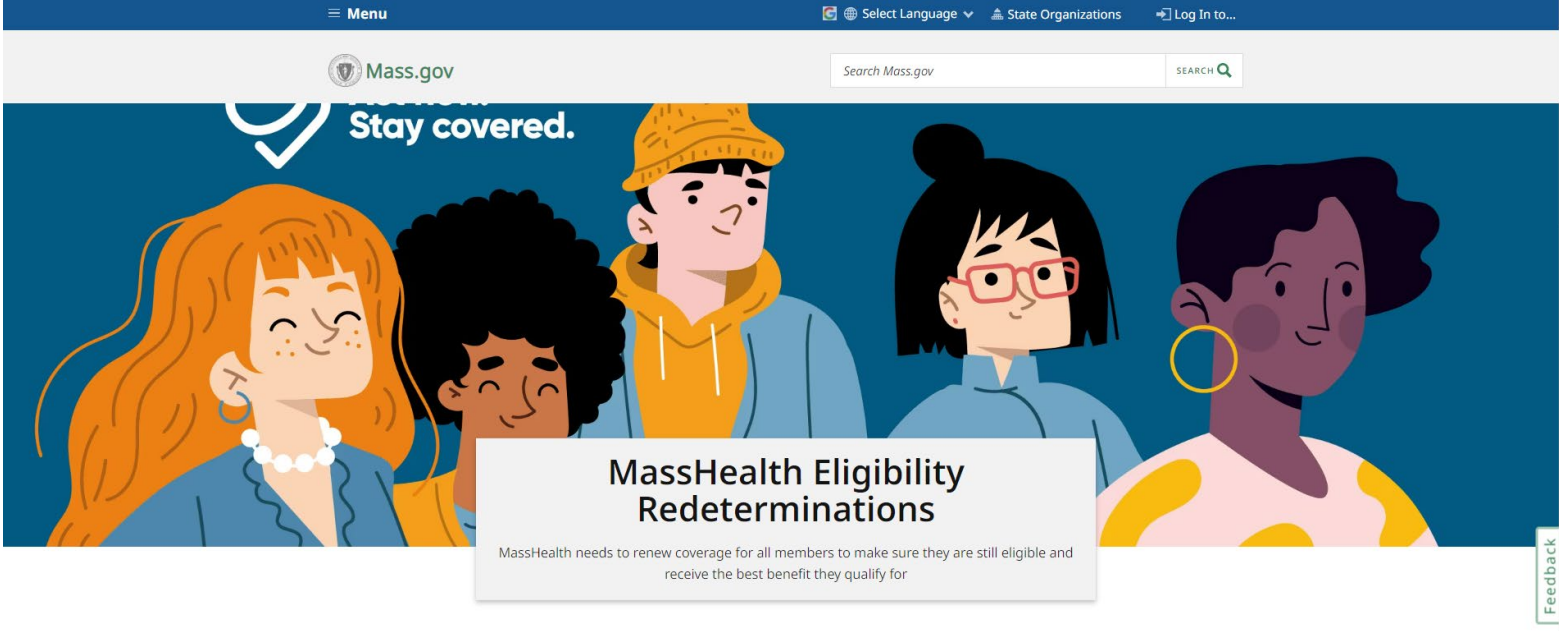 Menu
Select Language
State Organizations
Log In to...
Mass.gov
Search Mass.gov
SEARCH
Stay covered.
MassHealth Eligibility
Redeterminations
MassHealth needs to renew coverage for all members to make sure they are still eligible and
receive the best benefit they qualify for
Feedback